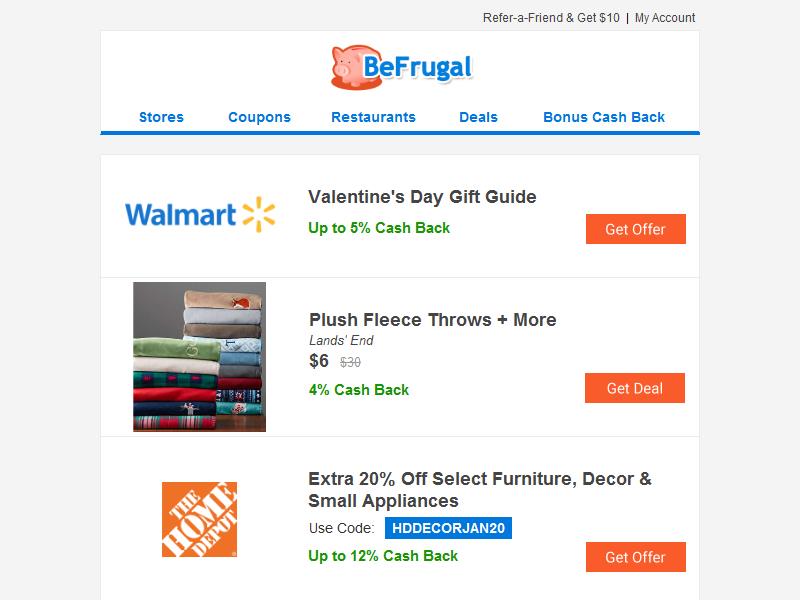 Refer-a-Friend & Get $10 | My Account
BeFrugal
Stores Coupons Restaurants Deals Bonus Cash Back
Walmart
Valentine's Day Gift Guide
Up to 5% Cash Back
Get Offer
Plush Fleece Throws + More
Lands' End
$6 $30
4% Cash Back
Get Deal
THE
HOME
DEPOT
Extra 20% Off Select Furniture, Decor &
Small Appliances
Use Code: HDDECORJAN20
Up to 12% Cash Back
Get Offer